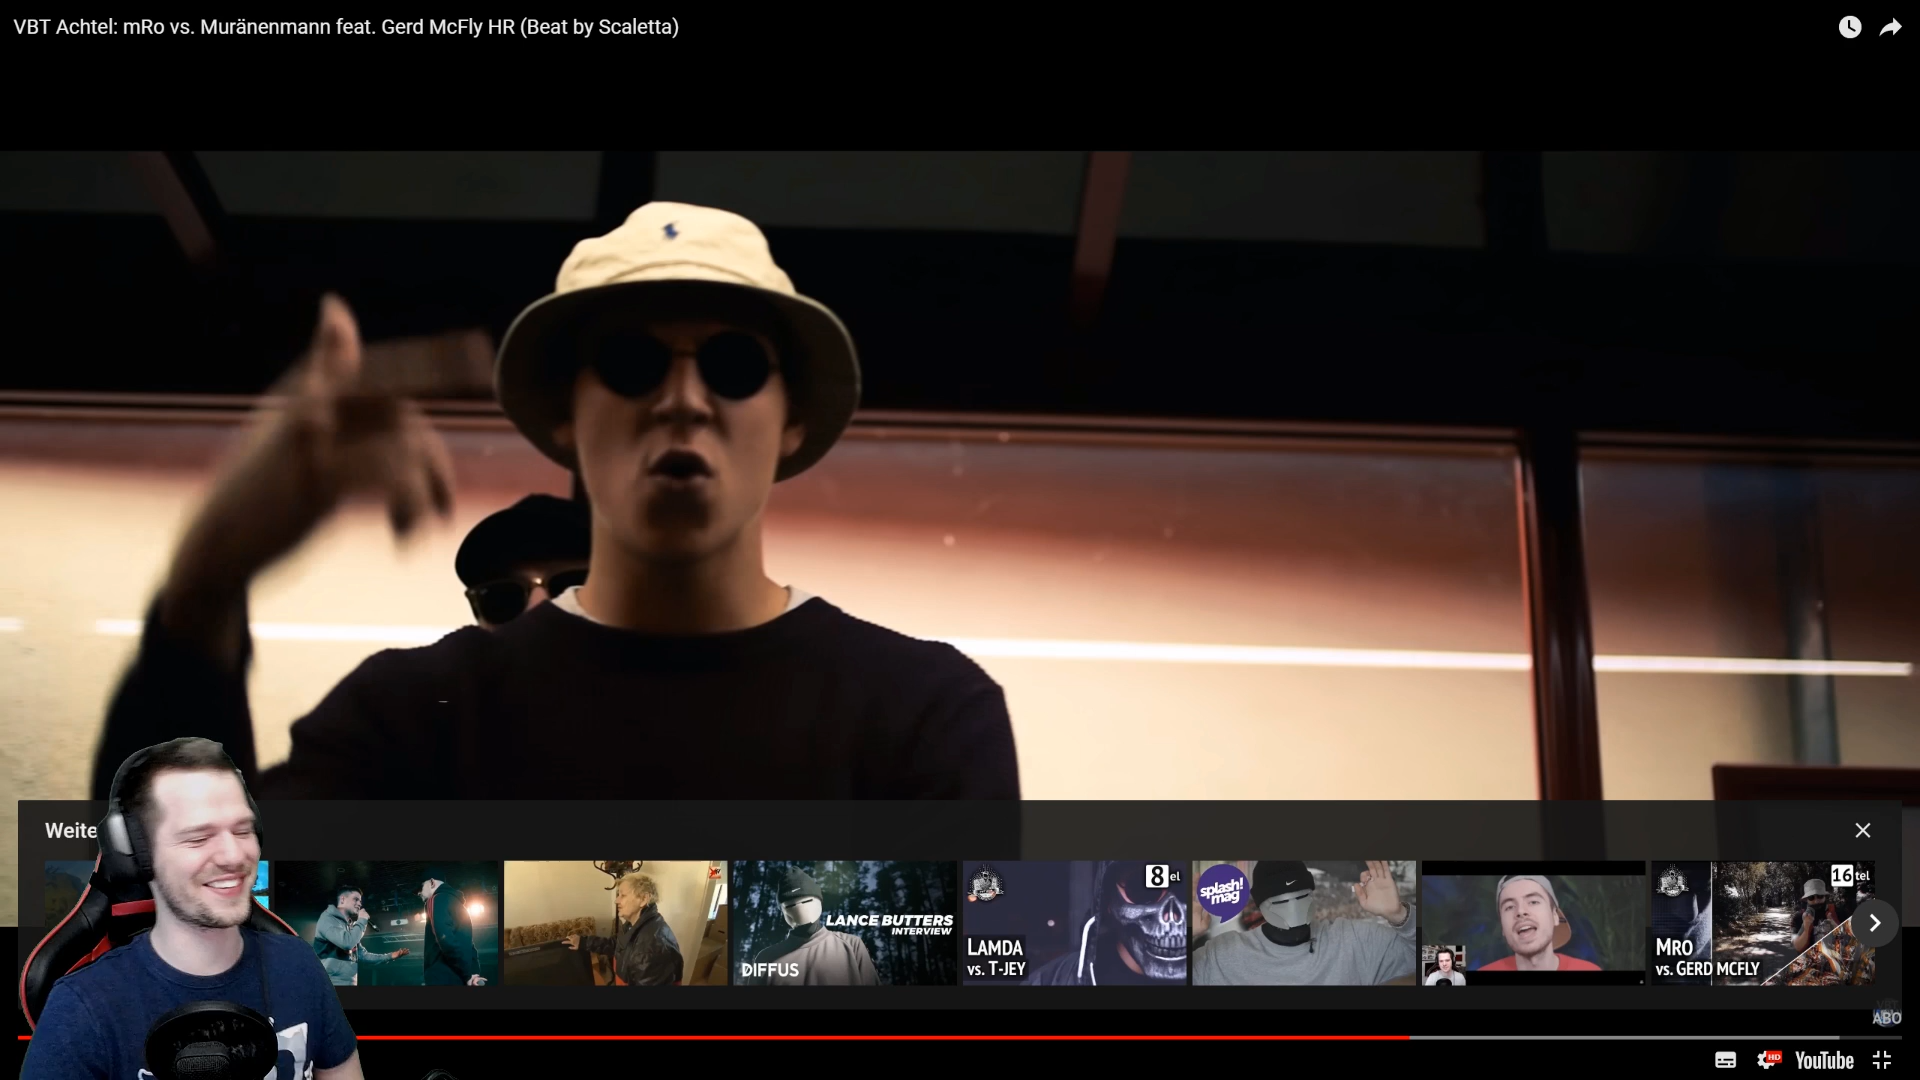 VBT Achtel: mRo vs. Muränenmann feat. Gerd McFly HR (Beat by Scaletta)
Weite
LANCE BUTTERS
INTERVIEW
DIFFUS
8el
LAMDA
vs. T-JEY
splash!
mag
16tel
MRO
vs. GERD MCFLY
ABO
HD
YouTube